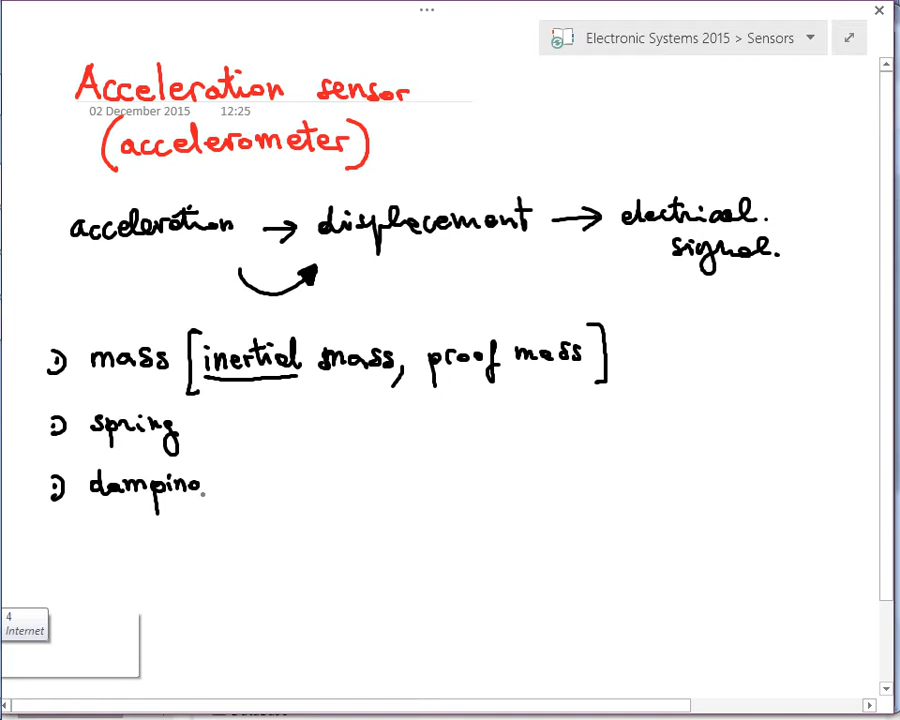 Electronic Systems 2015 > Sensors
Acceleration sensor
02 December 2015 12:25
(accelerometer)
acceleration → displacement → electrical.
signal.
:) mass [inertial mass, proof mass]
:) spring
:) dampino
4
Internet